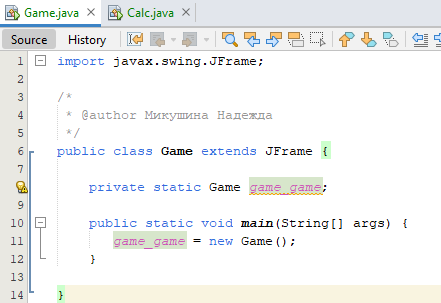 Game.java Calc.java
Source History
1 import javax.swing.JFrame;
2
3 /*
4 * @author Микушина Надежда
5 */
6 public class Game extends JFrame {
7
private static Game game_game;
9
10 public static void main(String[] args) {
11 game_game = new Game();
12 }
13
14 }